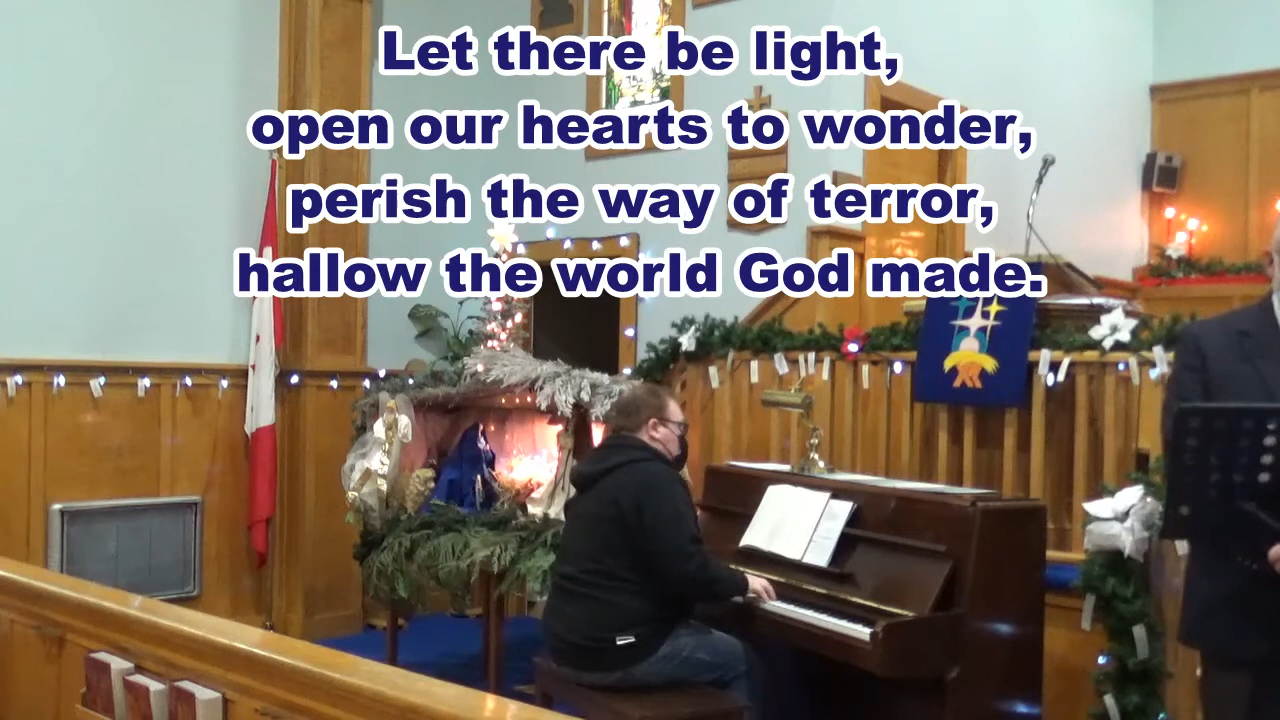 Let there be light,
open our hearts to wonder,
perish the way of terror,
hallow the world God made.